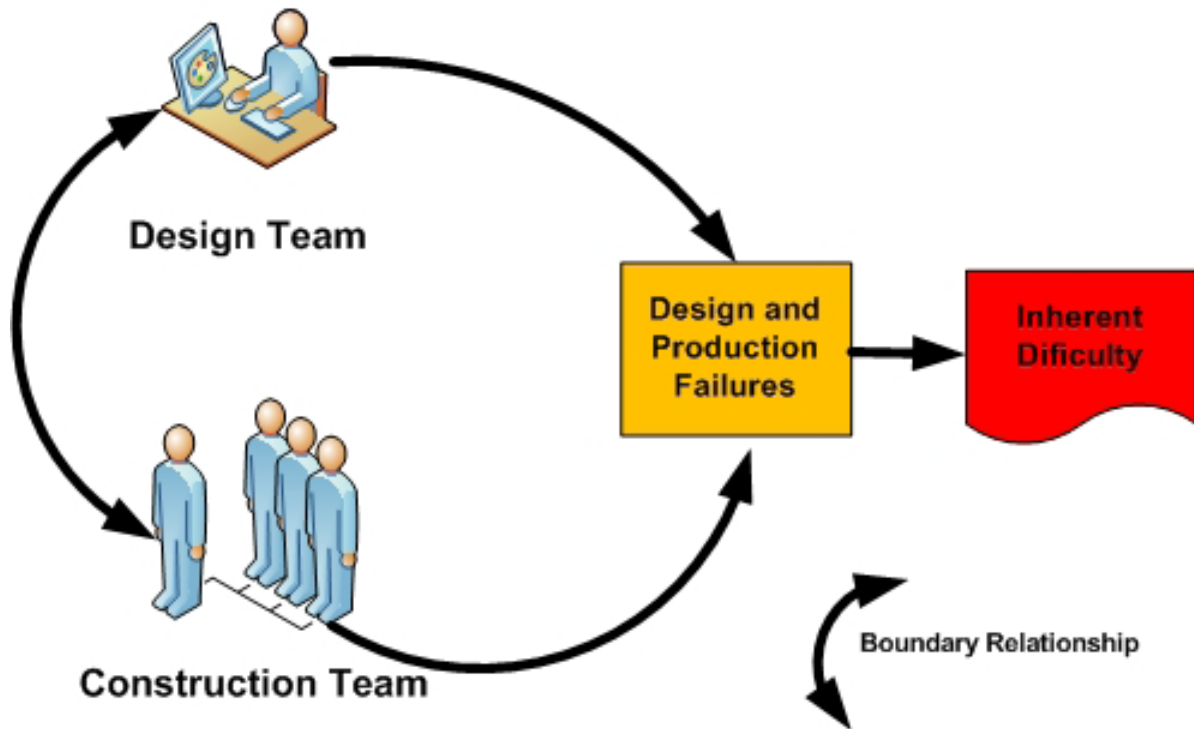 Design Team
Design and
Production
Failures
Inherent
Dificulty
Boundary Relationship
Construction Team